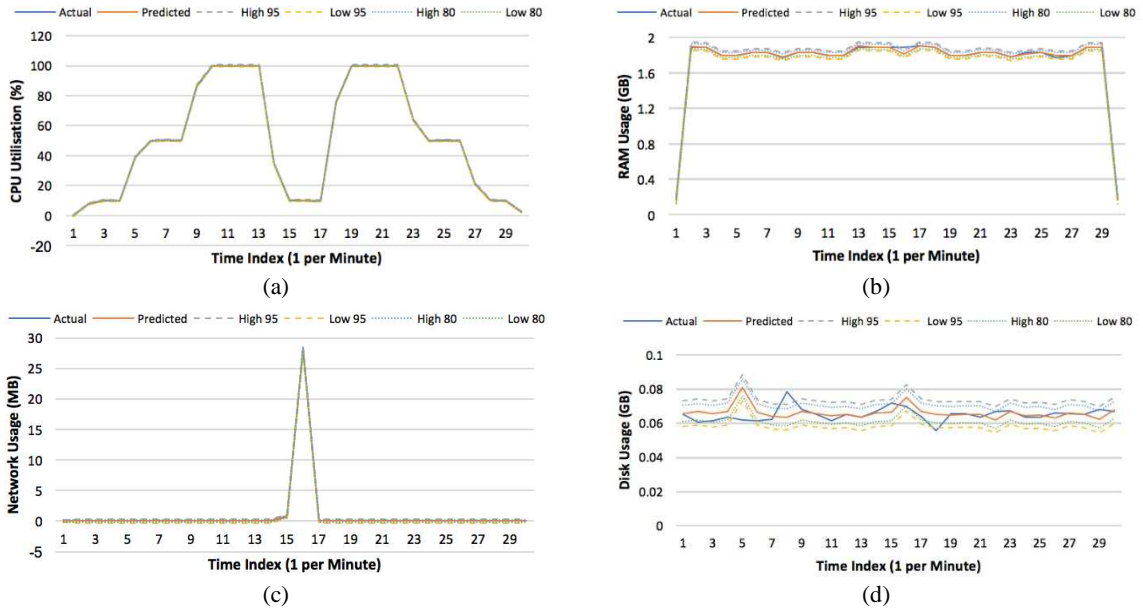 Actual Predicted High 95 Low 95 High 80 Low 80
CPU Utilisation (%)
120
100
80
60
40
20
0
-20
1 3 5 7 9 11 13 15 17 19 21 23 25 27 29
Time Index (1 per Minute)
(a)
Actual Predicted High 95 Low 95 High 80 Low 80
RAM Usage (GB)
2
1.6
1.2
0.8
0.4
0
1 3 5 7 9 11 13 15 17 19 21 23 25 27 29
Time Index (1 per Minute)
(b)
Actual Predicted High 95 Low 95 High 80 Low 80
Network Usage (MB)
30
25
20
15
10
5
0
-5
1 3 5 7 9 11 13 15 17 19 21 23 25 27 29
Time Index (1 per Minute)
(c)
Actual Predicted High 95 Low 95 High 80 Low 80
Disk Usage (GB)
0.1
0.08
0.06
0.04
0.02
0
1 3 5 7 9 11 13 15 17 19 21 23 25 27 29
Time Index (1 per Minute)
(d)